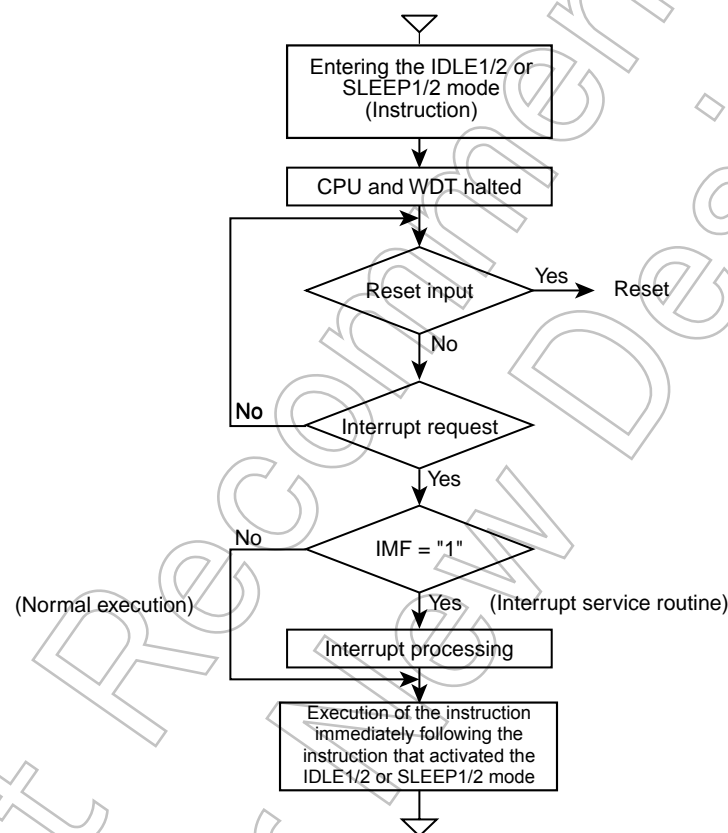 Entering the IDLE1/2 or
SLEEP1/2 mode
(Instruction)
CPU and WDT halted
Reset input
Yes
Reset
No
No
Interrupt request
Yes
No
IMF = "1"
(Normal execution)
Yes
(Interrupt service routine)
Interrupt processing
Execution of the instruction
immediately following the
instruction that activated the
IDLE1/2 or SLEEP1/2 mode